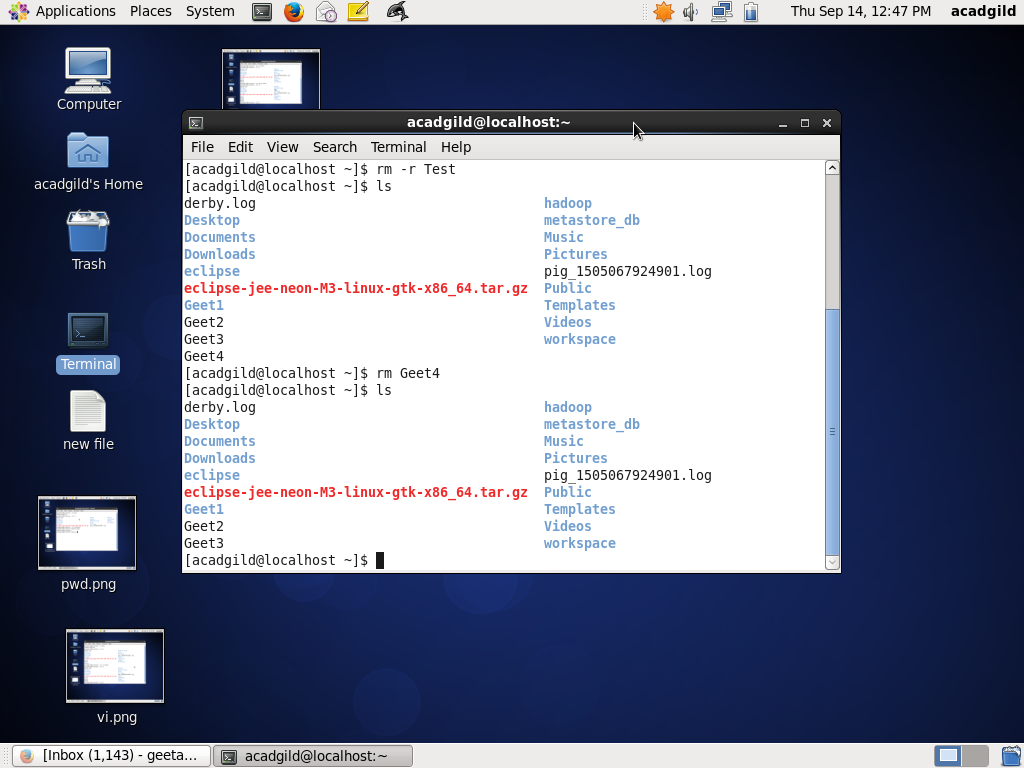 Applications Places System Thu Sep 14, 12:47 PM acadgild
Computer
acadgild's Home
Trash
Terminal
new file
pwd.png
vi.png
acadgild@localhost:~
File Edit View Search Terminal Help
[acadgild@localhost ~]$ rm -r Test
[acadgild@localhost ~]$ ls
derby.log hadoop
Desktop metastore_db
Documents Music
Downloads Pictures
eclipse pig_1505067924901.log
eclipse-jee-neon-M3-linux-gtk-x86_64.tar.gz Public
Geet1 Templates
Geet2 Videos
Geet3 workspace
Geet4
[acadgild@localhost ~]$ rm Geet4
[acadgild@localhost ~]$ ls
derby.log hadoop
Desktop metastore_db
Documents Music
Downloads Pictures
eclipse pig_1505067924901.log
eclipse-jee-neon-M3-linux-gtk-x86_64.tar.gz Public
Geet1 Templates
Geet2 Videos
Geet3 workspace
[acadgild@localhost ~]$
[Inbox (1,143) - geeta... acadgild@localhost:~